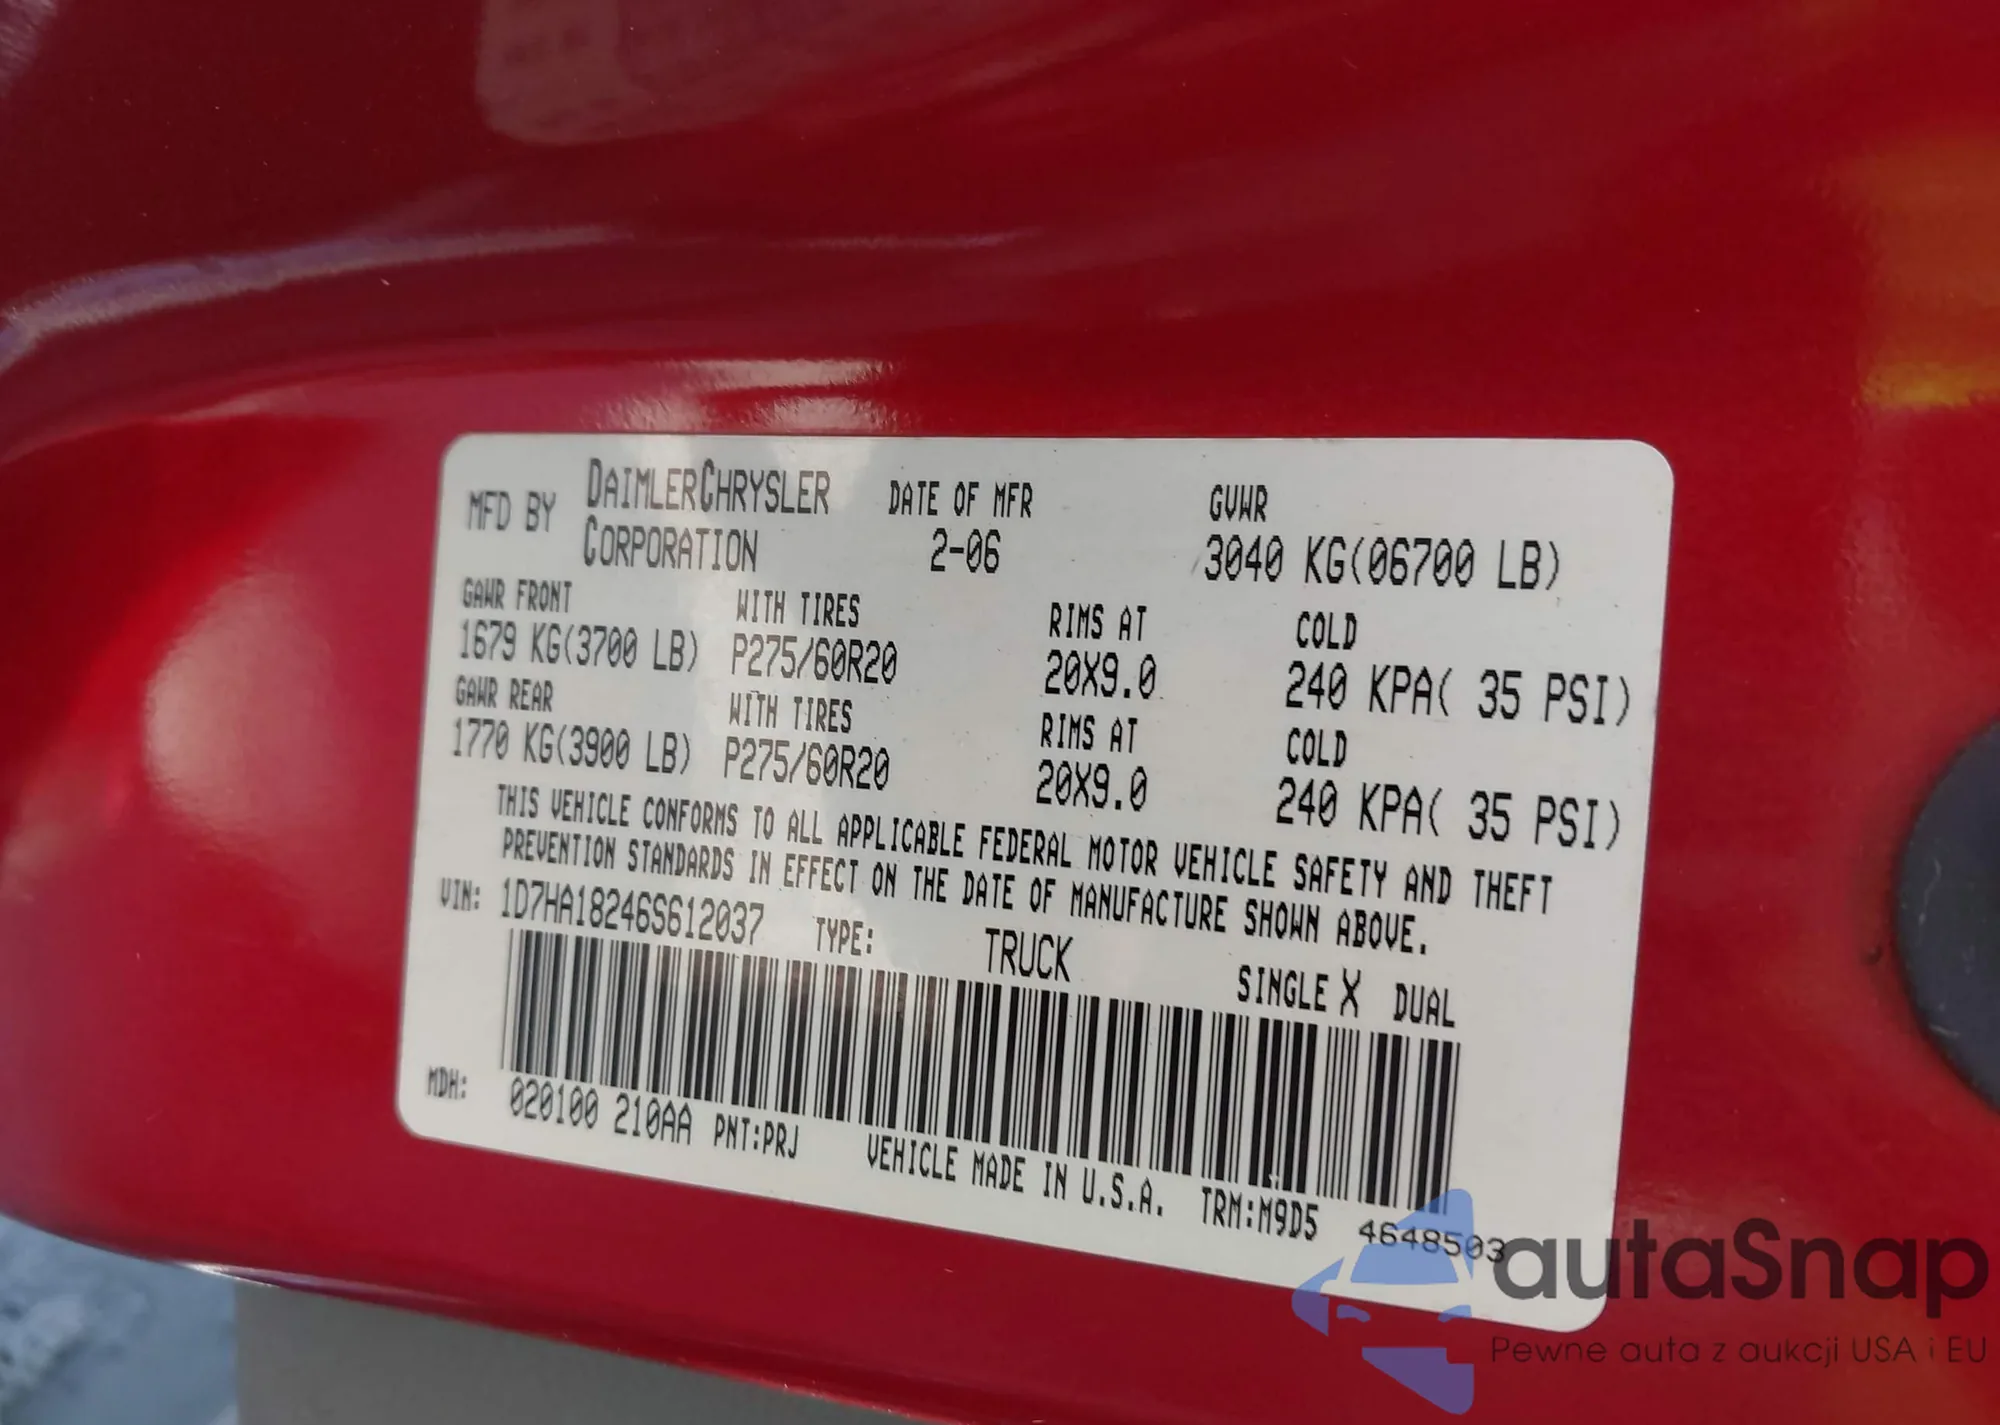 MFD BY DAIMLERCHRYSLER CORPORATION
DATE OF MFR 2-06
GVWR 3040 KG(06700 LB)
GAWR FRONT WITH TIRES RIMS AT COLD
1679 KG(3700 LB) P275/60R20 20X9.0 240 KPA( 35 PSI)
GAWR REAR WITH TIRES RIMS AT COLD
1770 KG(3900 LB) P275/60R20 20X9.0 240 KPA( 35 PSI)
THIS VEHICLE CONFORMS TO ALL APPLICABLE FEDERAL MOTOR VEHICLE SAFETY AND THEFT
PREVENTION STANDARDS IN EFFECT ON THE DATE OF MANUFACTURE SHOWN ABOVE.
VIN: 1D7HA18246S612037 TYPE: TRUCK SINGLE X DUAL
MDH: 020100 210AA PNT:PRJ VEHICLE MADE IN U.S.A. TRM:M9D5 4648503
autaSnap
Pewne auta z aukcji USA i EU